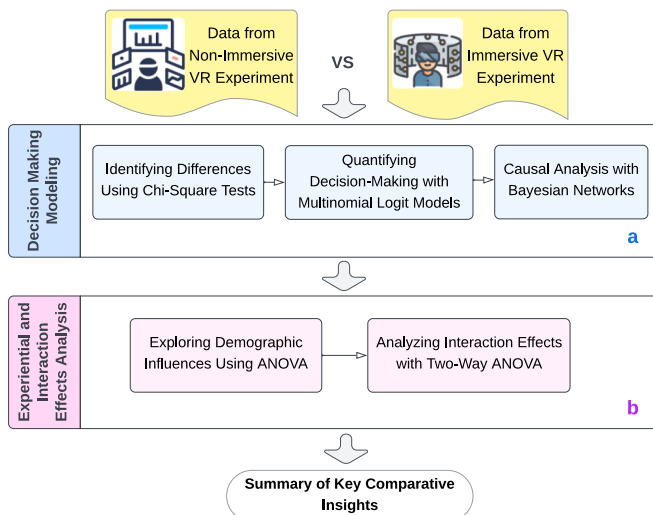 Data from
Non-Immersive
VR Experiment
VS
Data from
Immersive VR
Experiment
Decision Making
Modeling
Identifying Differences
Using Chi-Square Tests
Quantifying
Decision-Making with
Multinomial Logit Models
Causal Analysis with
Bayesian Networks
a
Experiential and
Interaction
Effects Analysis
Exploring Demographic
Influences Using ANOVA
Analyzing Interaction Effects
with Two-Way ANOVA
b
Summary of Key Comparative
Insights